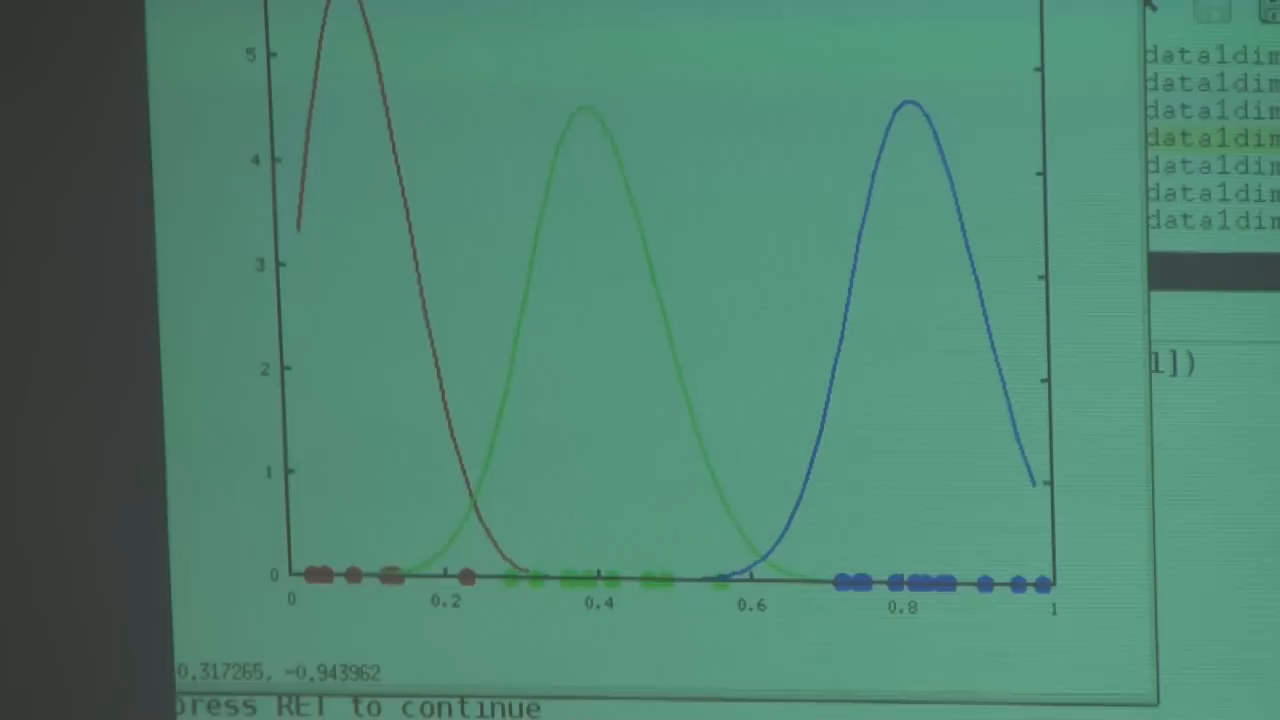 5
4
3
2
1
0
0 0.2 0.4 0.6 0.8 1
0.317265, -0.943962
press RET to continue
data1dim
data1dim
data1dim
data1dim
data1dim
data1dim
data1dim
1])